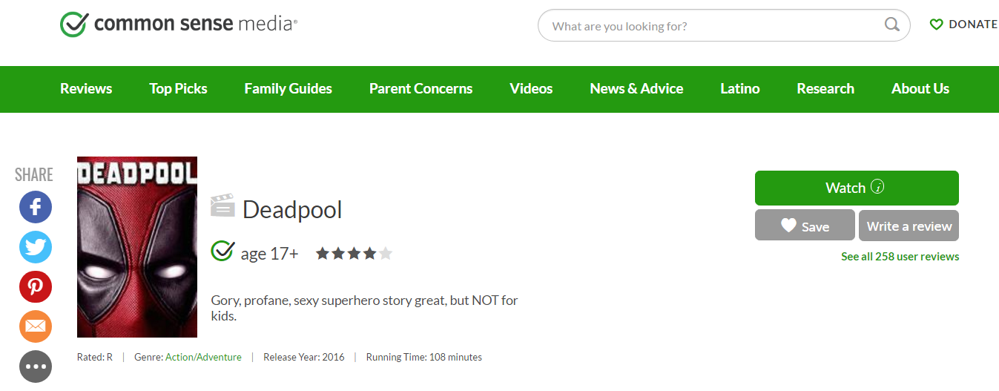 common sense media®
What are you looking for?
DONATE
Reviews Top Picks Family Guides Parent Concerns Videos News & Advice Latino Research About Us
SHARE
DEADPOOL
Deadpool
age 17+
Gory, profane, sexy superhero story great, but NOT for
kids.
Rated: R | Genre: Action/Adventure | Release Year: 2016 | Running Time: 108 minutes
Watch i
Save
Write a review
See all 258 user reviews